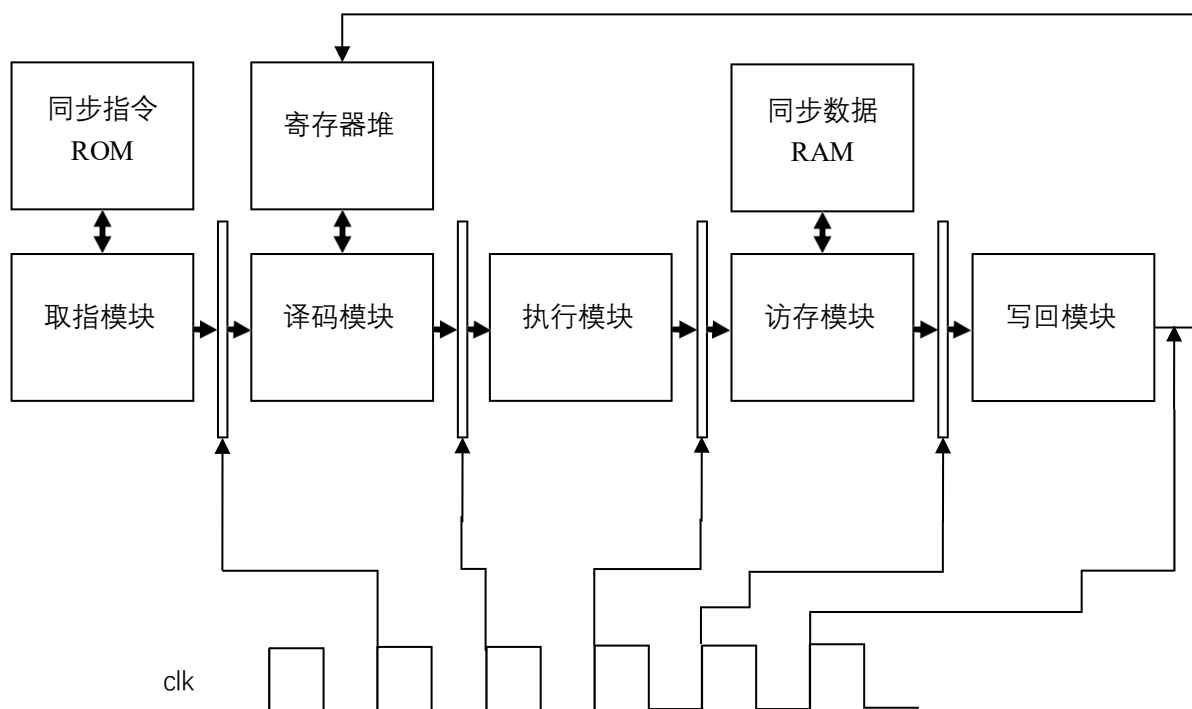 同步指令
ROM
寄存器堆
同步数据
RAM
取指模块
译码模块
执行模块
访存模块
写回模块
clk